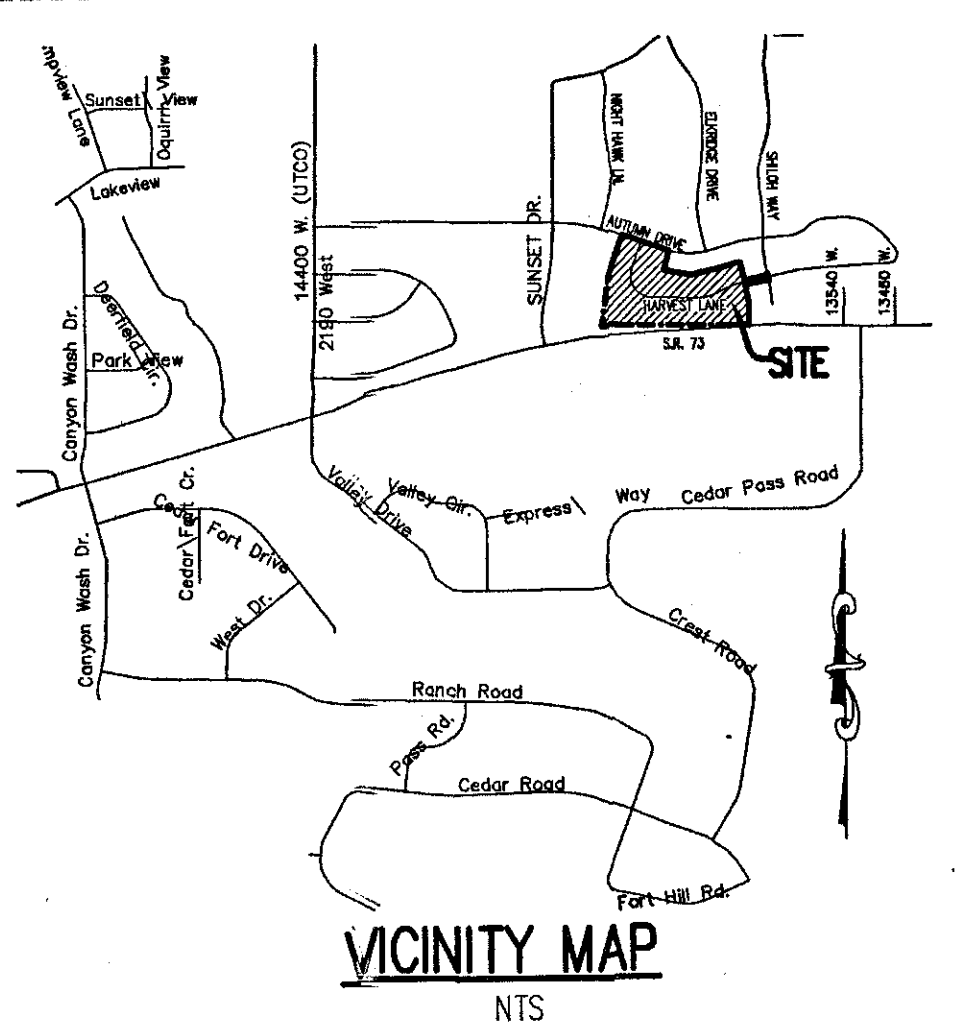 Sunset View
Oquirrh View
Lakeview
14400 W. (UTCO)
2190 West
SUNSET DR.
NIGHT HAWK LN.
ELKRIDGE DRIVE
SHILOH WAY
AUTUMN DRIVE
HARVEST LANE
S.R. 73
13540 W.
13480 W.
SITE
Canyon Wash Dr.
Deerfield Cir.
Park View
Canyon Wash Dr.
Cedar Fort Drive
Cedar Fort Cr.
West Dr.
Valley Drive
Valley Cir.
Express Way
Cedar Pass Road
Crest Road
Ranch Road
Pass Rd.
Cedar Road
Fort Hill Rd.
VICINITY MAP
NTS